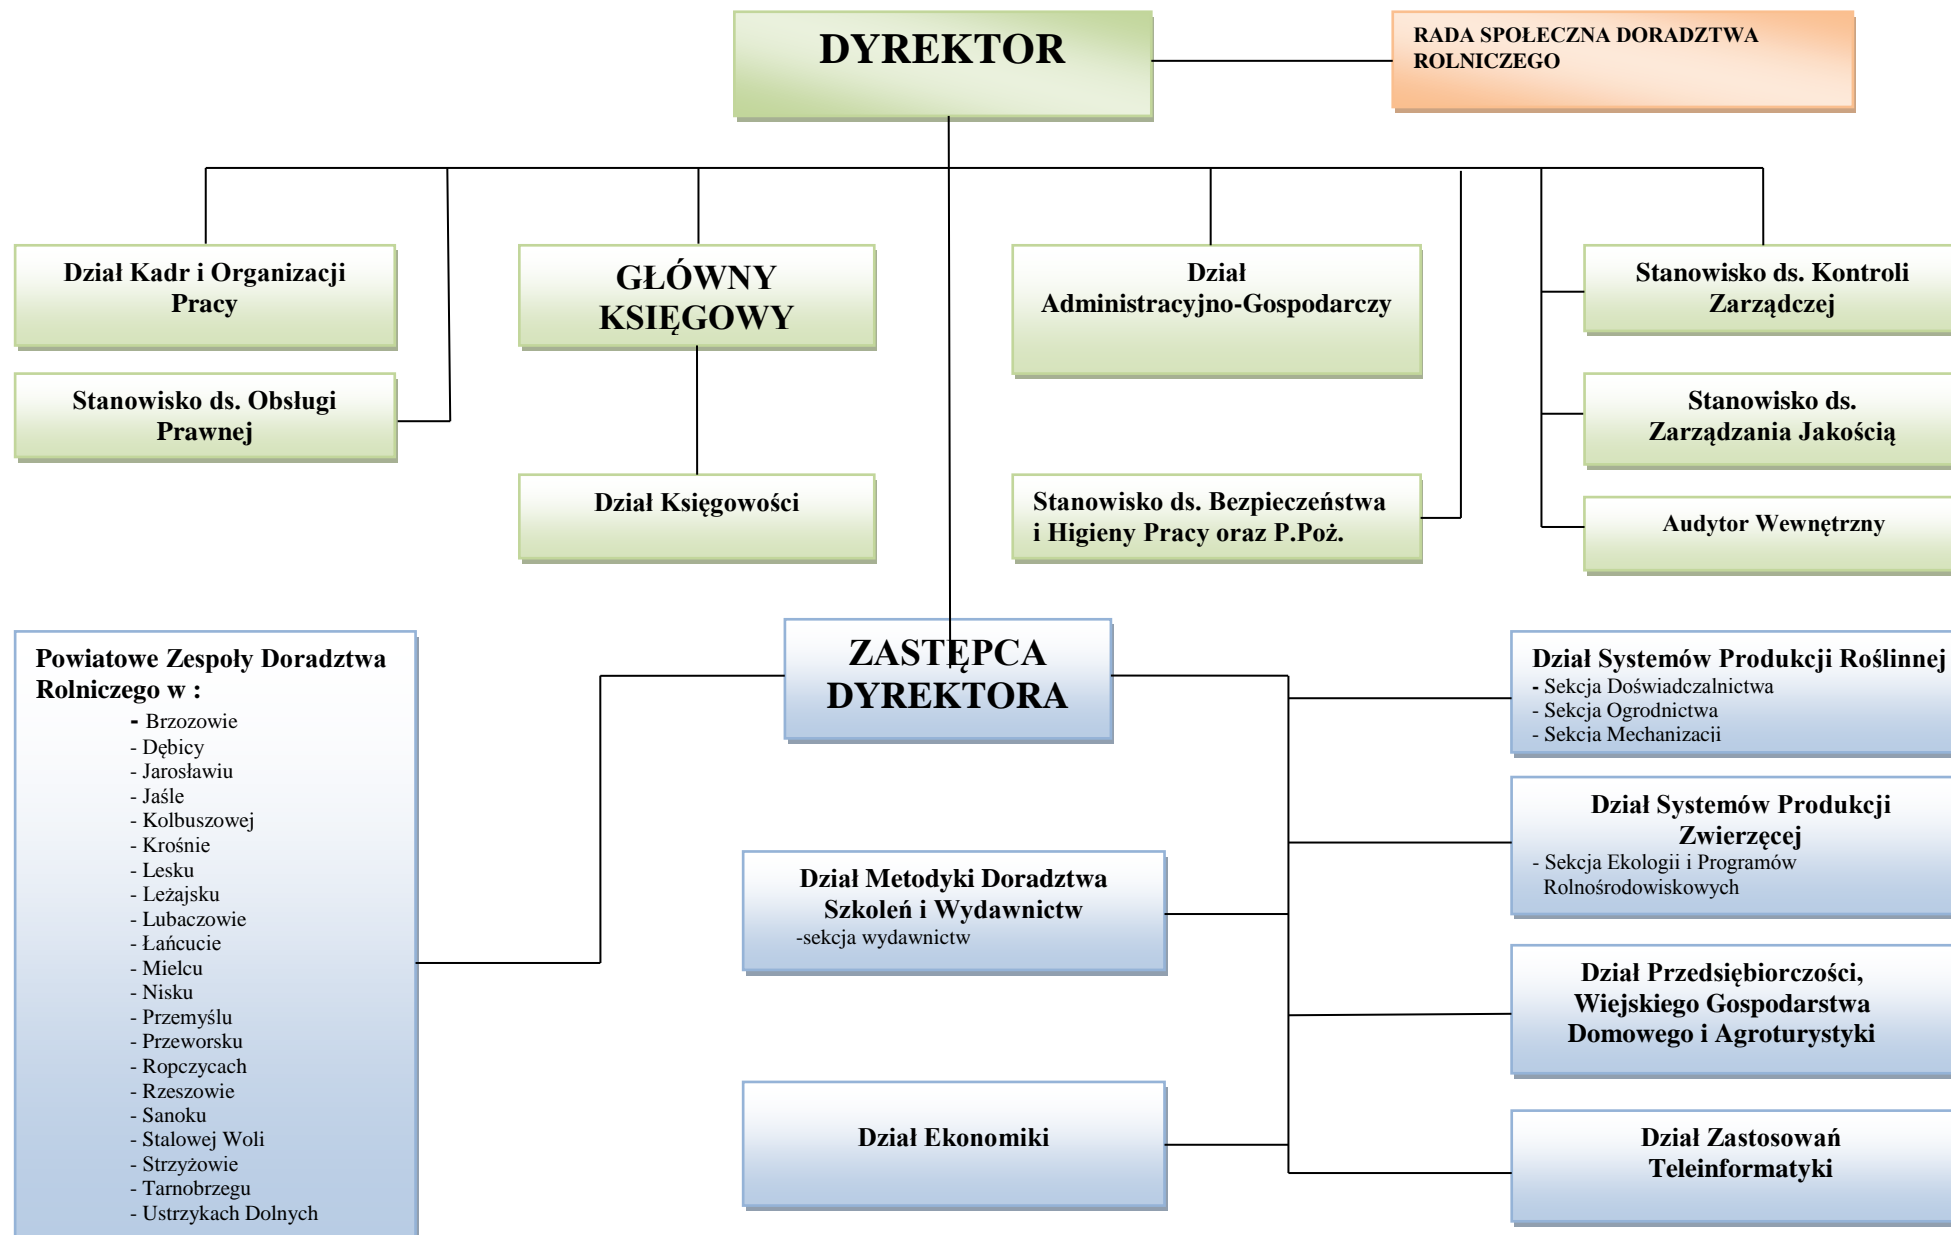 DYREKTOR
RADA SPOŁECZNA DORADZTWA
ROLNICZEGO
Dział Kadr i Organizacji
Pracy
GŁÓWNY
KSIĘGOWY
Dział
Administracyjno-Gospodarczy
Stanowisko ds. Kontroli
Zarządczej
Stanowisko ds. Obsługi
Prawnej
Stanowisko ds.
Zarządzania Jakością
Dział Księgowości
Stanowisko ds. Bezpieczeństwa
i Higieny Pracy oraz P.Poż.
Audytor Wewnętrzny
Powiatowe Zespoły Doradztwa
Rolniczego w :
- Brzozowie
- Dębicy
- Jarosławiu
- Jaśle
- Kolbuszowej
- Krośnie
- Lesku
- Leżajsku
- Lubaczowie
- Łańcucie
- Mielcu
- Nisku
- Przemyślu
- Przeworsku
- Ropczycach
- Rzeszowie
- Sanoku
- Stalowej Woli
- Strzyżowie
- Tarnobrzegu
- Ustrzykach Dolnych
ZASTĘPCA
DYREKTORA
Dział Systemów Produkcji Roślinnej
- Sekcja Doświadczalnictwa
- Sekcja Ogrodnictwa
- Sekcja Mechanizacji
Dział Systemów Produkcji
Zwierzęcej
- Sekcja Ekologii i Programów
Rolnośrodowiskowych
Dział Metodyki Doradztwa
Szkoleń i Wydawnictw
-sekcja wydawnictw
Dział Przedsiębiorczości,
Wiejskiego Gospodarstwa
Domowego i Agroturystyki
Dział Ekonomiki
Dział Zastosowań
Teleinformatyki